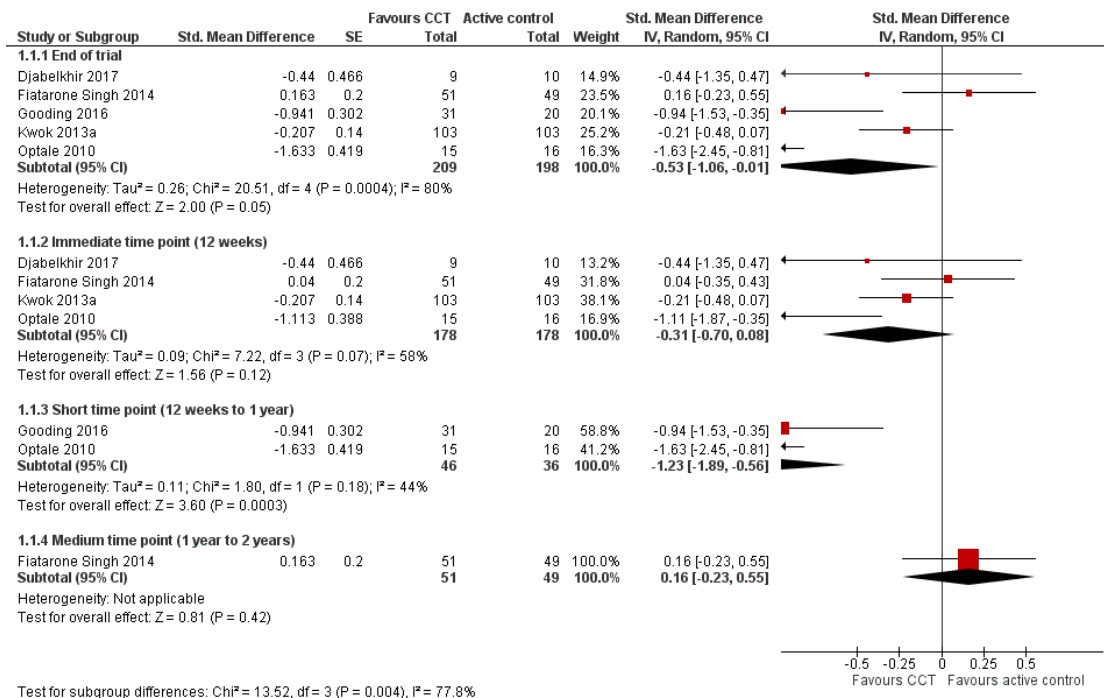 Favours CCT Active control Std. Mean Difference Std. Mean Difference
Study or Subgroup Std. Mean Difference SE Total Total Weight IV, Random, 95% CI IV, Random, 95% CI
1.1.1 End of trial
Djabelkhir 2017 -0.44 0.466 9 10 14.9% -0.44 [-1.35, 0.47]
Fiatarone Singh 2014 0.163 0.2 51 49 23.5% 0.16 [-0.23, 0.55]
Gooding 2016 -0.941 0.302 31 20 20.1% -0.94 [-1.53, -0.35]
Kwok 2013a -0.207 0.14 103 103 25.2% -0.21 [-0.48, 0.07]
Optale 2010 -1.633 0.419 15 16 16.3% -1.63 [-2.45, -0.81]
Subtotal (95% CI) 209 198 100.0% -0.53 [-1.06, -0.01]
Heterogeneity: Tau² = 0.26; Chi² = 20.51, df = 4 (P = 0.0004); I² = 80%
Test for overall effect: Z = 2.00 (P = 0.05)
1.1.2 Immediate time point (12 weeks)
Djabelkhir 2017 -0.44 0.466 9 10 13.2% -0.44 [-1.35, 0.47]
Fiatarone Singh 2014 0.04 0.2 51 49 31.8% 0.04 [-0.35, 0.43]
Kwok 2013a -0.207 0.14 103 103 38.1% -0.21 [-0.48, 0.07]
Optale 2010 -1.113 0.388 15 16 16.9% -1.11 [-1.87, -0.35]
Subtotal (95% CI) 178 178 100.0% -0.31 [-0.70, 0.08]
Heterogeneity: Tau² = 0.09; Chi² = 7.22, df = 3 (P = 0.07); I² = 58%
Test for overall effect: Z = 1.56 (P = 0.12)
1.1.3 Short time point (12 weeks to 1 year)
Gooding 2016 -0.941 0.302 31 20 58.8% -0.94 [-1.53, -0.35]
Optale 2010 -1.633 0.419 15 16 41.2% -1.63 [-2.45, -0.81]
Subtotal (95% CI) 46 36 100.0% -1.23 [-1.89, -0.56]
Heterogeneity: Tau² = 0.11; Chi² = 1.80, df = 1 (P = 0.18); I² = 44%
Test for overall effect: Z = 3.60 (P = 0.0003)
1.1.4 Medium time point (1 year to 2 years)
Fiatarone Singh 2014 0.163 0.2 51 49 100.0% 0.16 [-0.23, 0.55]
Subtotal (95% CI) 51 49 100.0% 0.16 [-0.23, 0.55]
Heterogeneity: Not applicable
Test for overall effect: Z = 0.81 (P = 0.42)
-0.5 -0.25 0 0.25 0.5
Favours CCT Favours active control
Test for subgroup differences: Chi² = 13.52, df = 3 (P = 0.004), I² = 77.8%